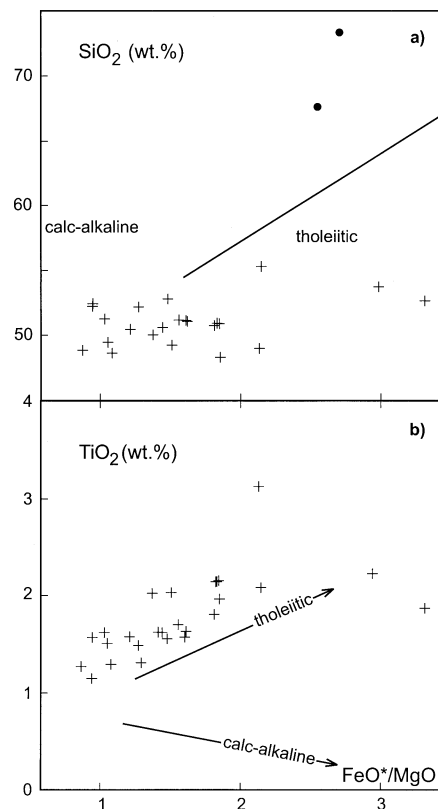 a)
SiO2 (wt.%)
70
60
calc-alkaline
tholeiitic
50
4
b)
TiO2 (wt.%)
3
2
tholeiitic
1
calc-alkaline
FeO*/MgO
0
1 2 3